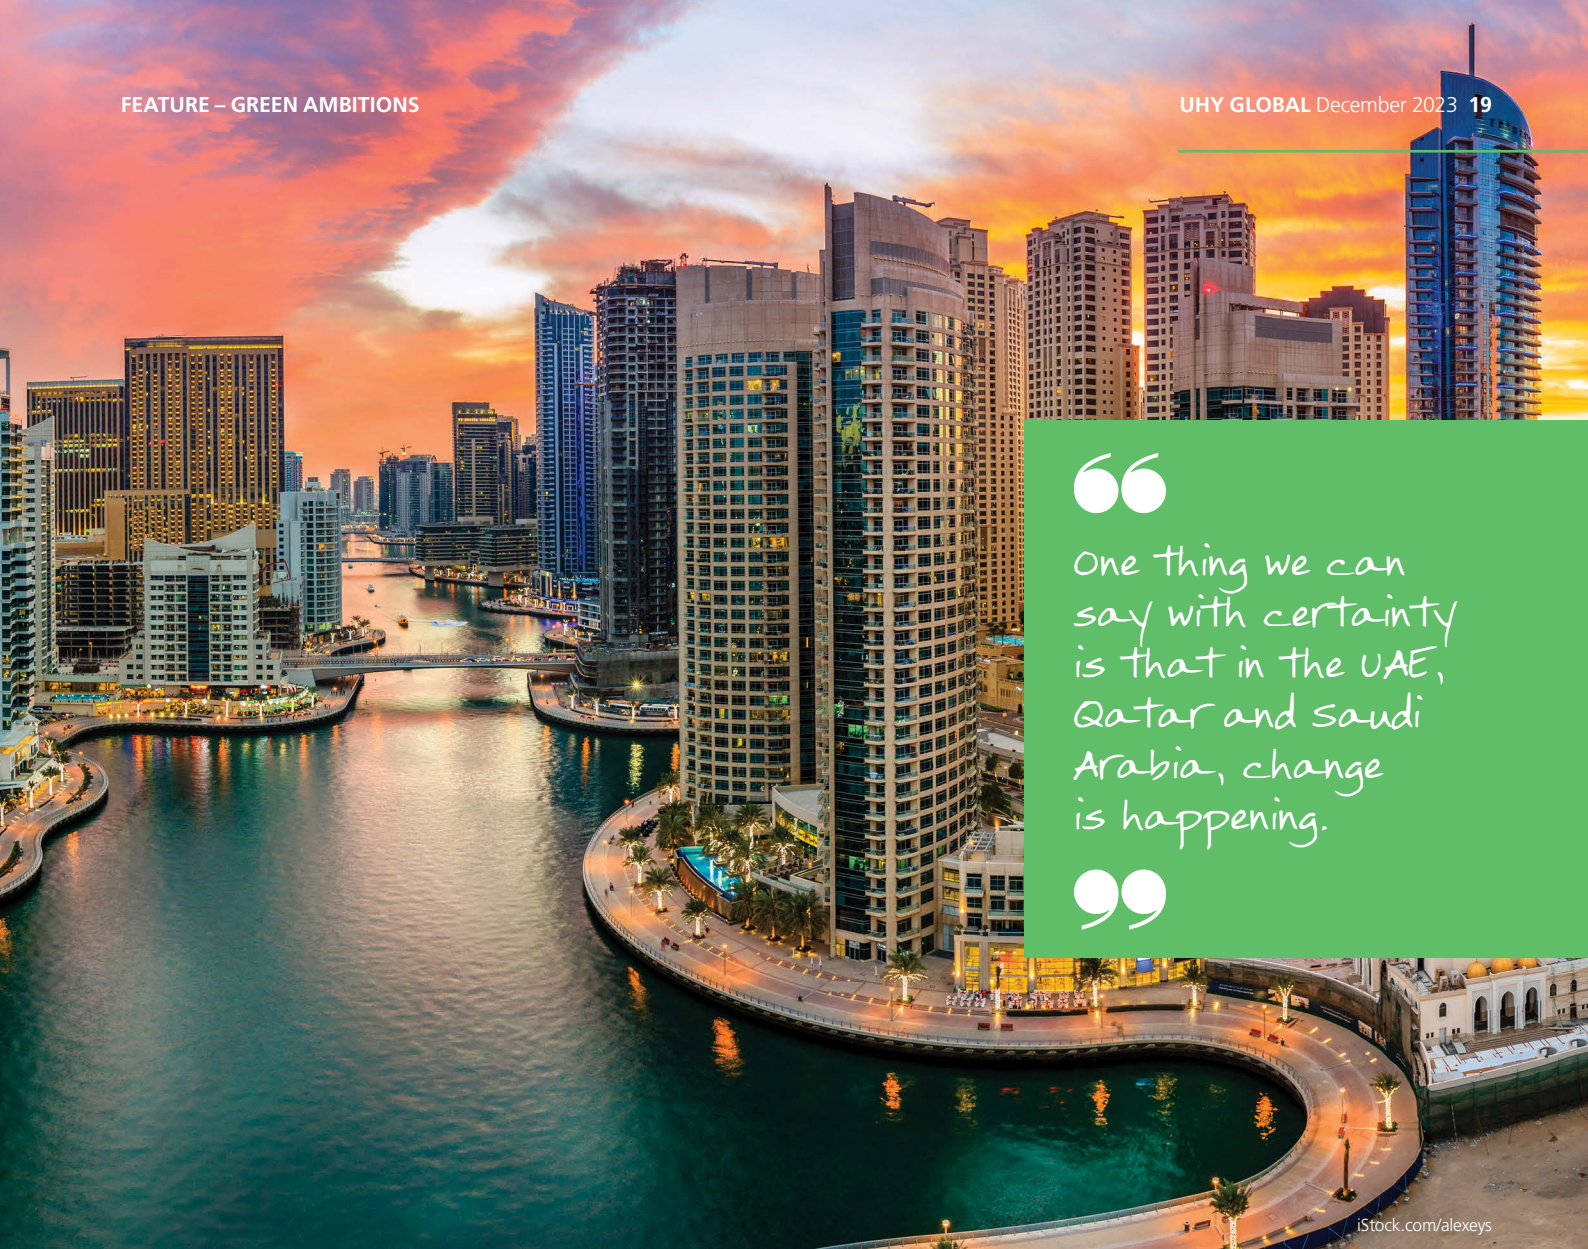 FEATURE – GREEN AMBITIONS
UHY GLOBAL December 2023 19
“
One thing we can
say with certainty
is that in the UAE,
Qatar and Saudi
Arabia, change
is happening.
”
iStock.com/alexeys